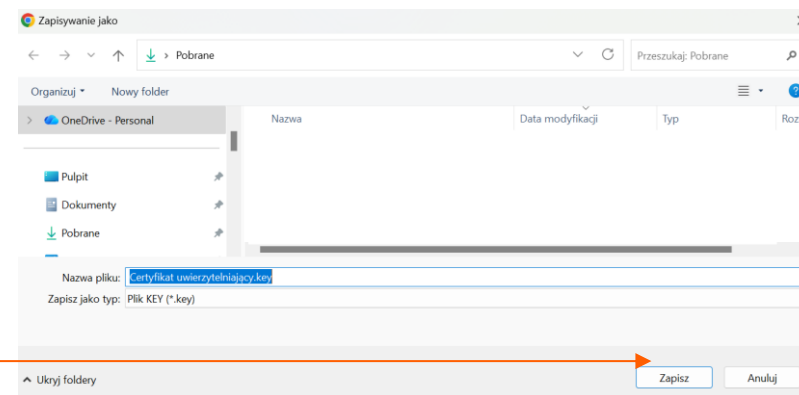 Zapisywanie jako
Pobrane
Przeszukaj: Pobrane
Organizuj
Nowy folder
OneDrive - Personal
Nazwa
Data modyfikacji
Typ
Roz
Pulpit
Dokumenty
Pobrane
Nazwa pliku: Certyfikat uwierzytelniający.key
Zapisz jako typ: Plik KEY (*.key)
Ukryj foldery
Zapisz
Anuluj